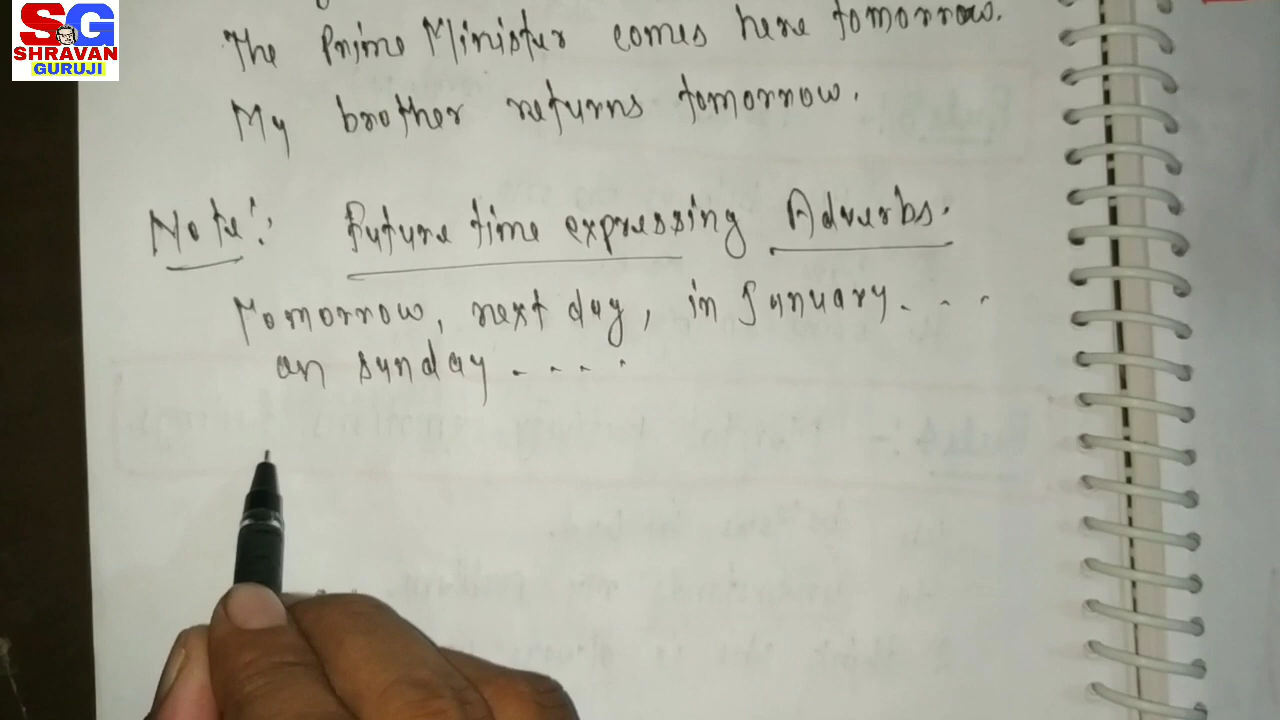 SG
SHRAVAN
GURUJI
The Prime Minister comes here tomorrow.
My brother returns tomorrow.
Note:
Future time expressing Adverbs.
Tomorrow, next day, in January. . .
on sunday . . . .